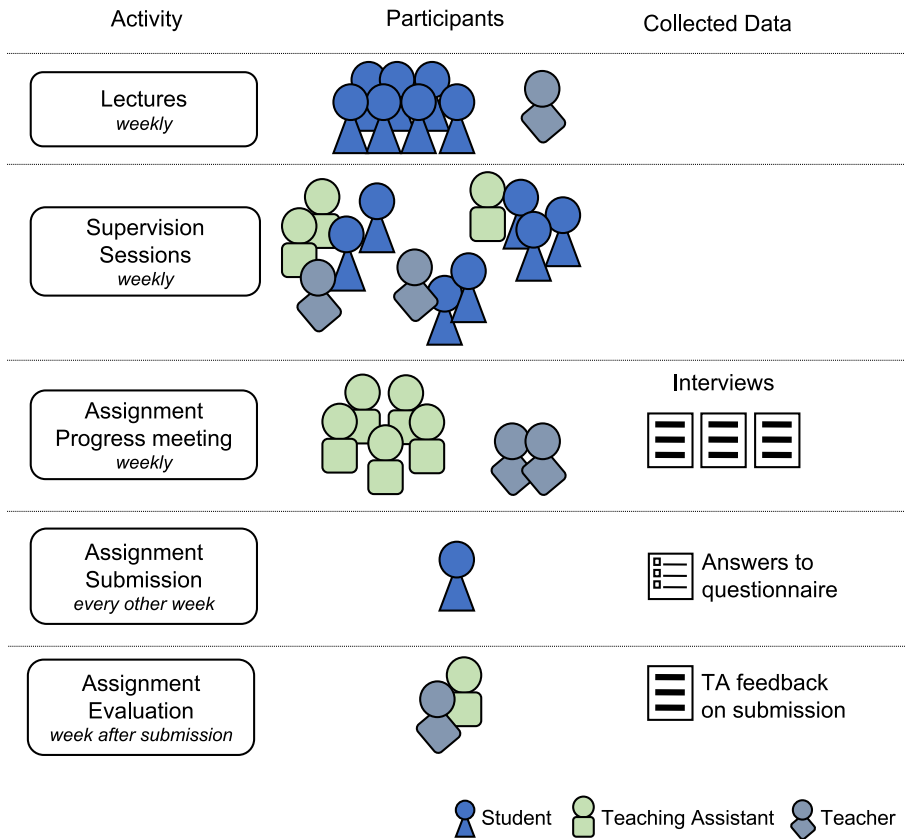 Activity
Participants
Collected Data
Lectures
weekly
Supervision
Sessions
weekly
Assignment
Progress meeting
weekly
Interviews
Assignment
Submission
every other week
Answers to
questionnaire
Assignment
Evaluation
week after submission
TA feedback
on submission
Student
Teaching Assistant
Teacher